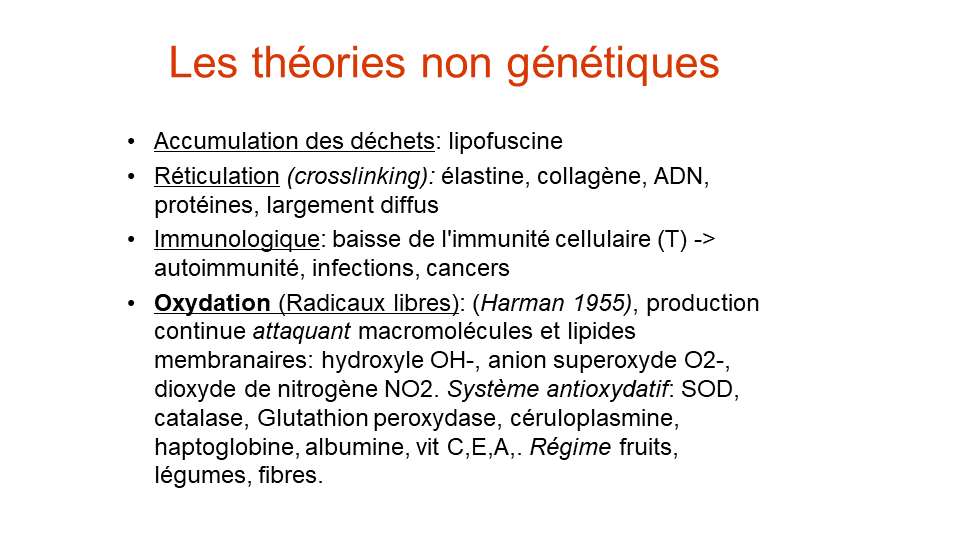 Les théories non génétiques
• Accumulation des déchets: lipofuscine
• Réticulation (crosslinking): élastine, collagène, ADN,
protéines, largement diffus
• Immunologique: baisse de l'immunité cellulaire (T) ->
autoimmunité, infections, cancers
• Oxydation (Radicaux libres): (Harman 1955), production
continue attaquant macromolécules et lipides
membranaires: hydroxyle OH-, anion superoxyde O2-,
dioxyde de nitrogène NO2. Système antioxydatif: SOD,
catalase, Glutathion peroxydase, céruloplasmine,
haptoglobine, albumine, vit C,E,A,. Régime fruits,
légumes, fibres.